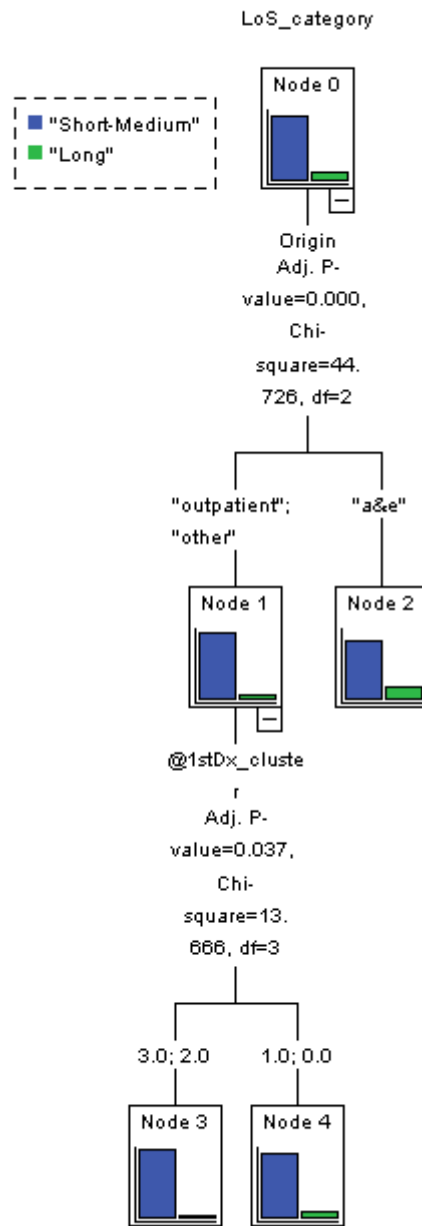 LoS_category
"Short-Medium"
"Long"
Node 0
Origin
Adj. P-
value=0.000,
Chi-
square=44.
726, df=2
"outpatient";
"other"
"a&e"
Node 1
Node 2
@1stDx_cluste
r
Adj. P-
value=0.037,
Chi-
square=13.
666, df=3
3.0; 2.0
1.0; 0.0
Node 3
Node 4